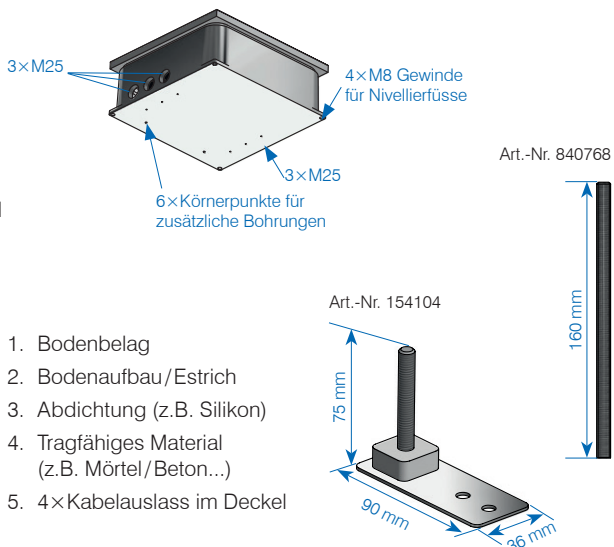 3×M25
4×M8 Gewinde
für Nivellierfüsse
3×M25
6×Körnerpunkte für
zusätzliche Bohrungen
Art.-Nr. 840768
160 mm
Art.-Nr. 154104
75 mm
90 mm
36 mm
1. Bodenbelag
2. Bodenaufbau/Estrich
3. Abdichtung (z.B. Silikon)
4. Tragfähiges Material
(z.B. Mörtel/Beton...)
5. 4×Kabelauslass im Deckel